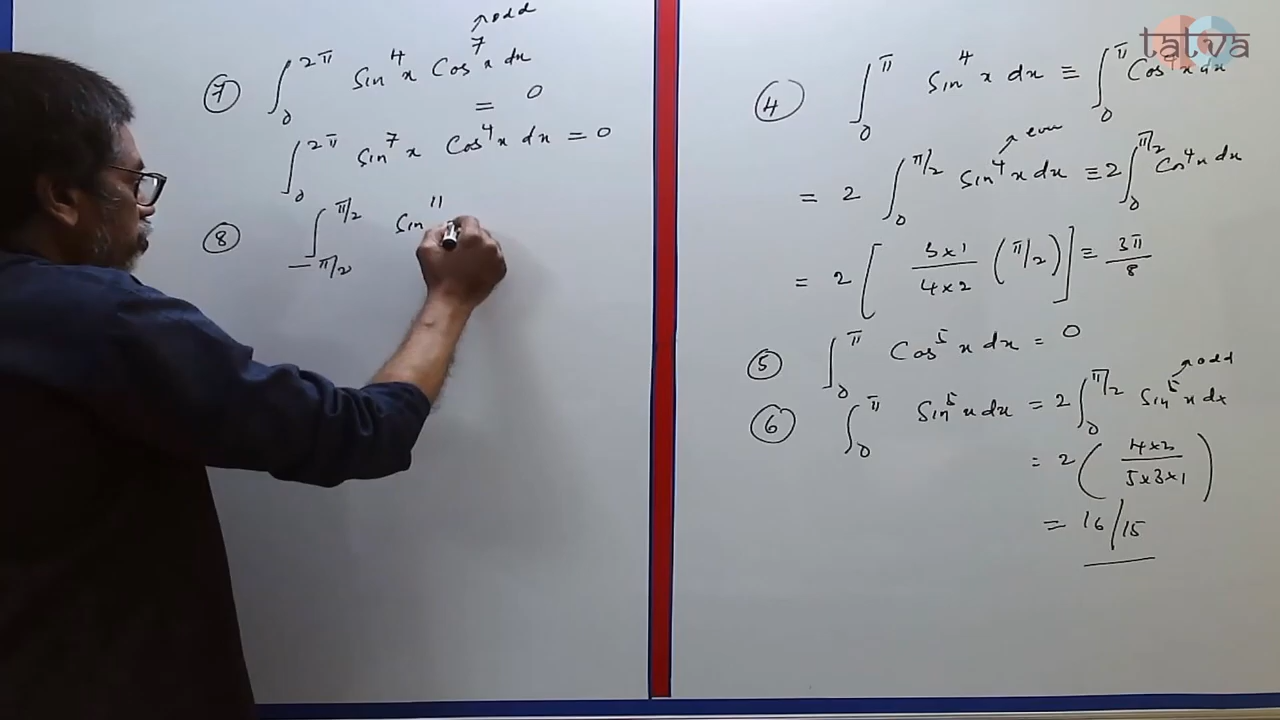 ⑦ ∫₀^{2π} Sin⁴x Cos⁷x dx ↗odd
= 0
∫₀^{2π} Sin⁷x Cos⁴x dx = 0
⑧ ∫_{-π/2}^{π/2} Sin¹¹
tatva
④ ∫₀^{π} Sin⁴x dx ≡ ∫₀^{π} Cos⁴x dx
= 2 ∫₀^{π/2} Sin⁴x dx ≡ 2 ∫₀^{π/2} Cos⁴x dx ↗even
= 2 [ 3×1 / 4×2 (π/2) ] ≡ 3π / 8
⑤ ∫₀^{π} Cos⁵x dx = 0
⑥ ∫₀^{π} Sin⁵x dx = 2 ∫₀^{π/2} Sin⁵x dx ↗odd
= 2 ( 4×2 / 5×3×1 )
= 16/15